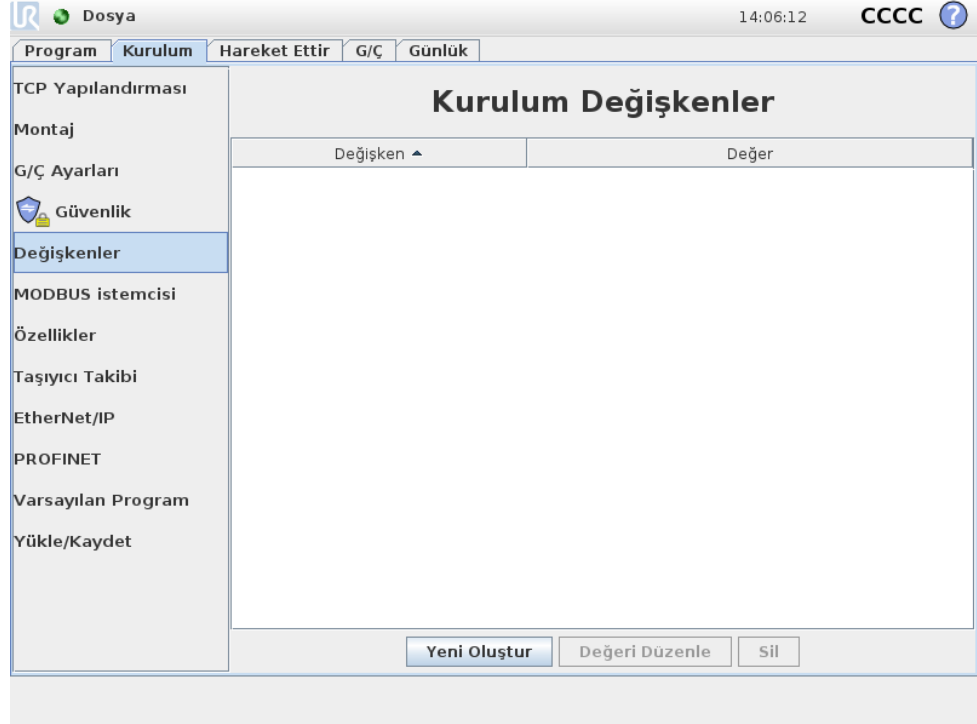 UR Dosya 14:06:12 CCCC ?
Program Kurulum Hareket Ettir G/Ç Günlük
TCP Yapılandırması
Montaj
G/Ç Ayarları
Güvenlik
Değişkenler
MODBUS istemcisi
Özellikler
Taşıyıcı Takibi
EtherNet/IP
PROFINET
Varsayılan Program
Yükle/Kaydet
Kurulum Değişkenler
Değişken Değer
Yeni Oluştur Değeri Düzenle Sil